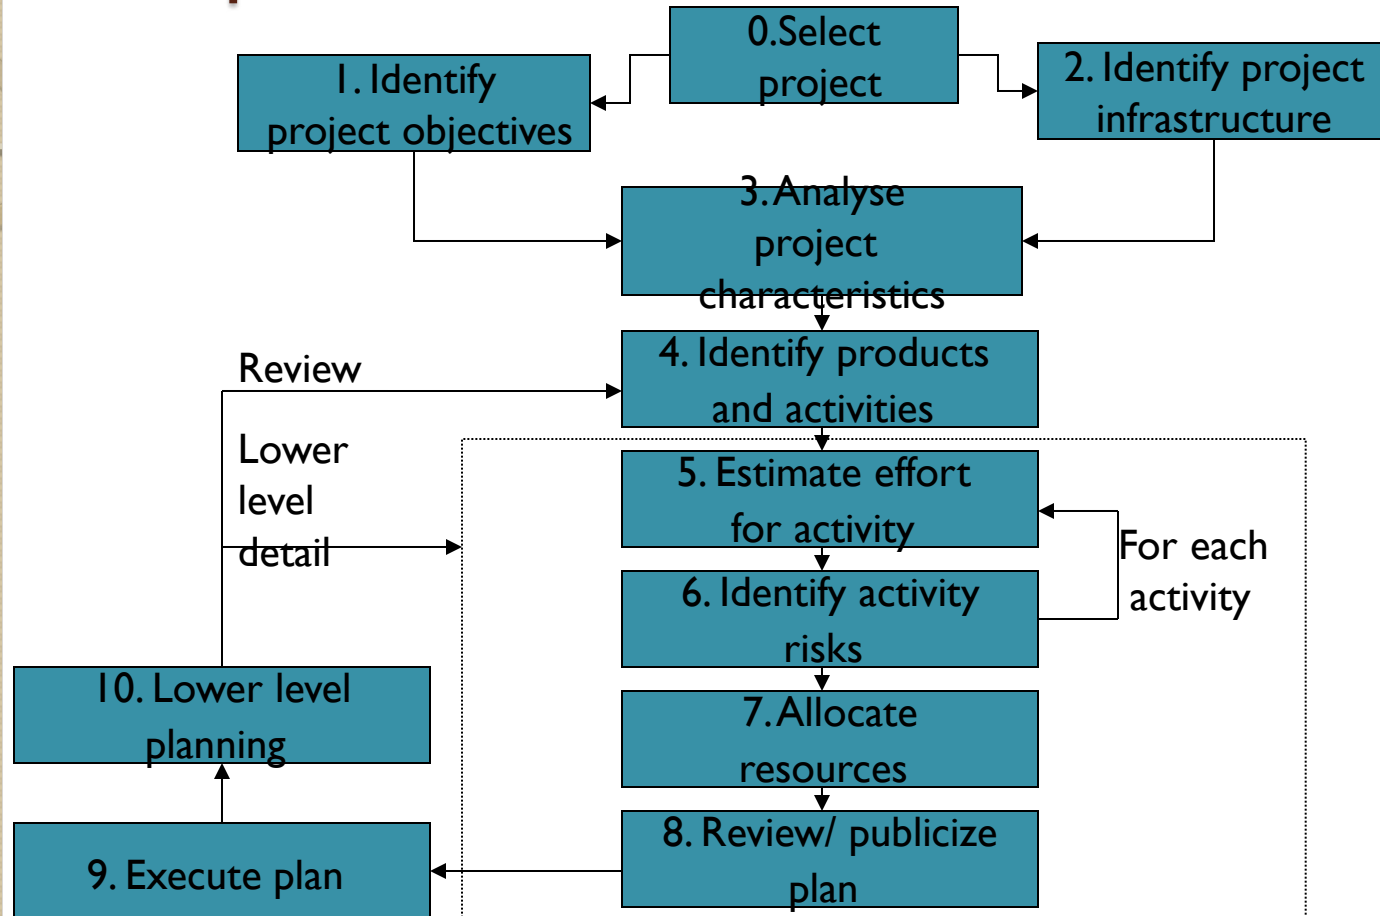 0.Select
project
1. Identify
project objectives
2. Identify project
infrastructure
3. Analyse
project
characteristics
Review
4. Identify products
and activities
Lower
level
detail
5. Estimate effort
for activity
For each
activity
6. Identify activity
risks
10. Lower level
planning
7. Allocate
resources
8. Review/ publicize
plan
9. Execute plan